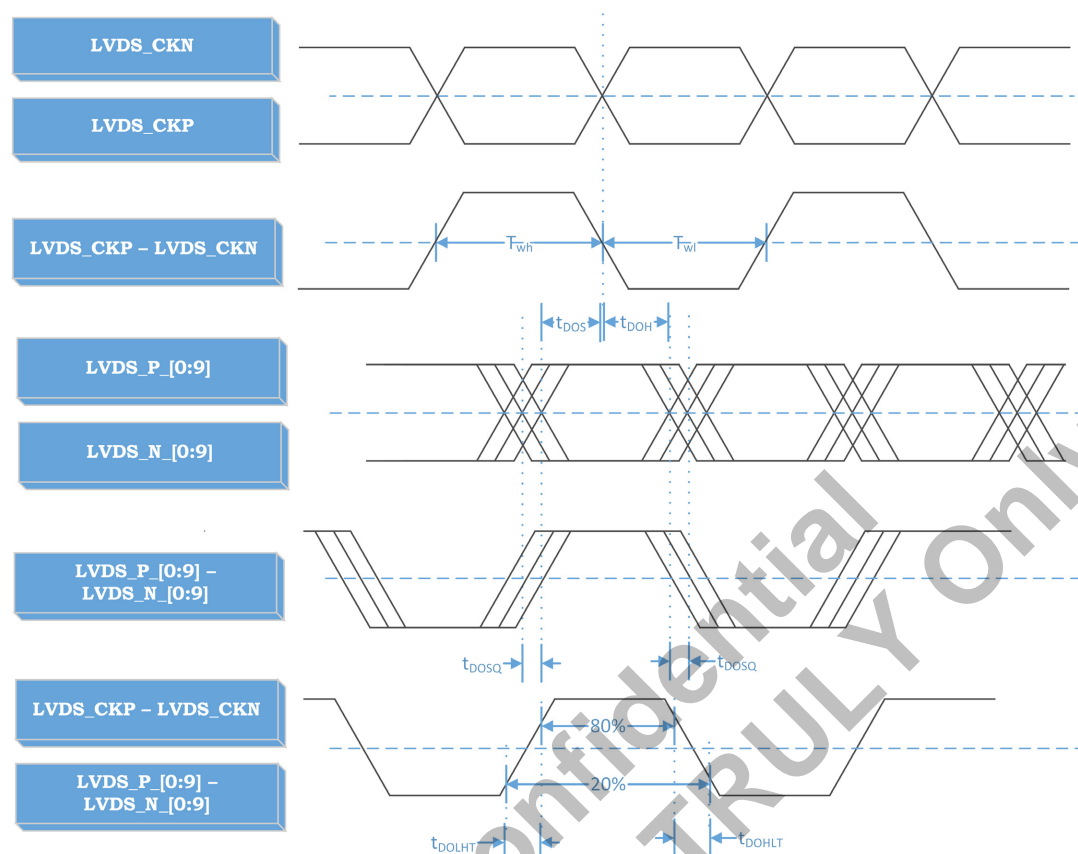 LVDS_CKN
LVDS_CKP
LVDS_CKP – LVDS_CKN
Twh
Twl
tDOS
tDOH
LVDS_P_[0:9]
LVDS_N_[0:9]
LVDS_P_[0:9] –
LVDS_N_[0:9]
tDOSQ
tDOSQ
LVDS_CKP – LVDS_CKN
80%
LVDS_P_[0:9] –
LVDS_N_[0:9]
20%
tDOLHT
tDOHLT
onfidential
TRULY Only